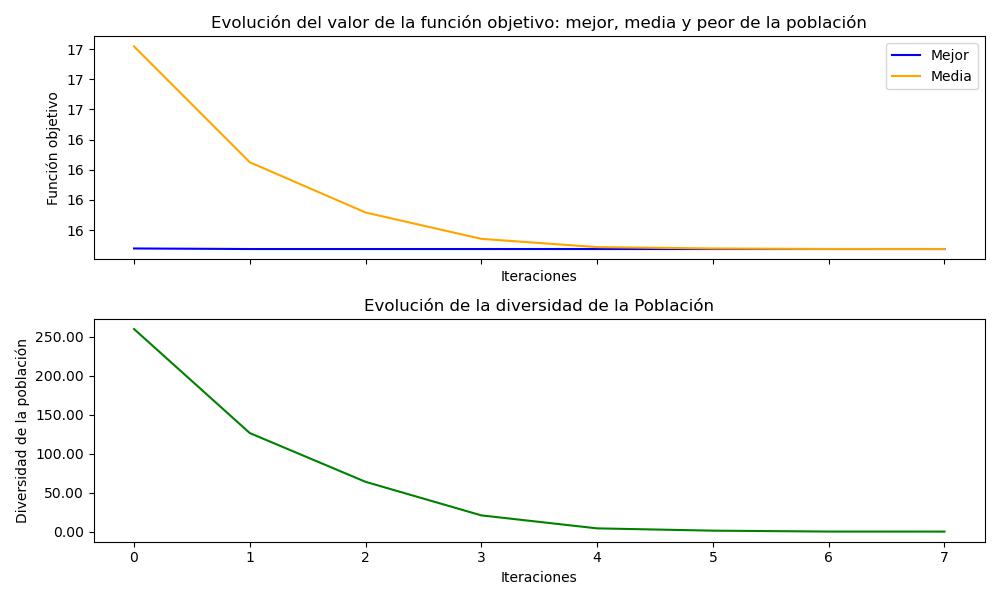 Evolución del valor de la función objetivo: mejor, media y peor de la población
Mejor
Media
17
17
17
16
16
16
16
Función objetivo
Iteraciones
Evolución de la diversidad de la Población
250.00
200.00
150.00
100.00
50.00
0.00
Diversidad de la población
0 1 2 3 4 5 6 7
Iteraciones